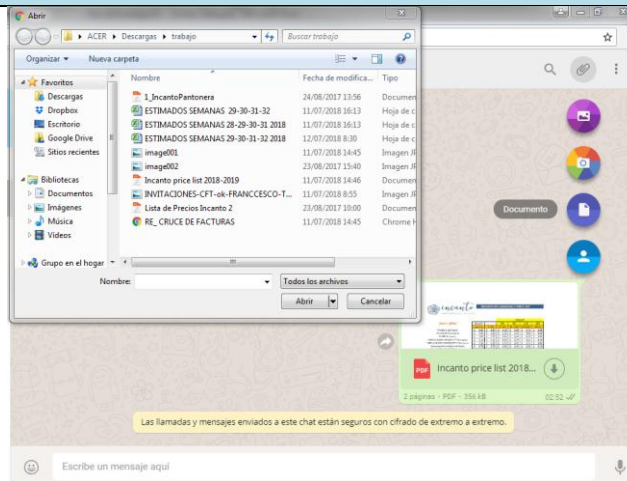 Abrir
ACER ▸ Descargas ▸ trabajo
Buscar trabajo
Organizar
Nueva carpeta
Favoritos
Descargas
Dropbox
Escritorio
Google Drive
Sitios recientes
Bibliotecas
Documentos
Imágenes
Música
Vídeos
Grupo en el hogar
Nombre Fecha de modifica... Tipo
1_IncantoPantonera 24/08/2017 13:56 Documen
ESTIMADOS SEMANAS 29-30-31-32 11/07/2018 16:13 Hoja de c
ESTIMADOS SEMANAS 28-29-30-31 2018 11/07/2018 16:13 Hoja de c
ESTIMADOS SEMANAS 29-30-31-32 2018 12/07/2018 8:30 Hoja de c
image001 11/07/2018 14:45 Imagen JP
image002 23/08/2017 15:40 Imagen JP
Incanto price list 2018-2019 11/07/2018 14:46 Documen
INVITACIONES-CFT-ok-FRANCCESCO-T... 11/07/2018 8:55 Imagen JP
Lista de Precios Incanto 2 23/08/2017 10:00 Documen
RE_ CRUCE DE FACTURAS 11/07/2018 14:45 Chrome H
Nombre:
Todos los archivos
Abrir
Cancelar
Documento
incanto
PDF
Incanto price list 2018...
2 páginas - PDF - 356 kB 02:52
Las llamadas y mensajes enviados a este chat están seguros con cifrado de extremo a extremo.
Escribe un mensaje aquí